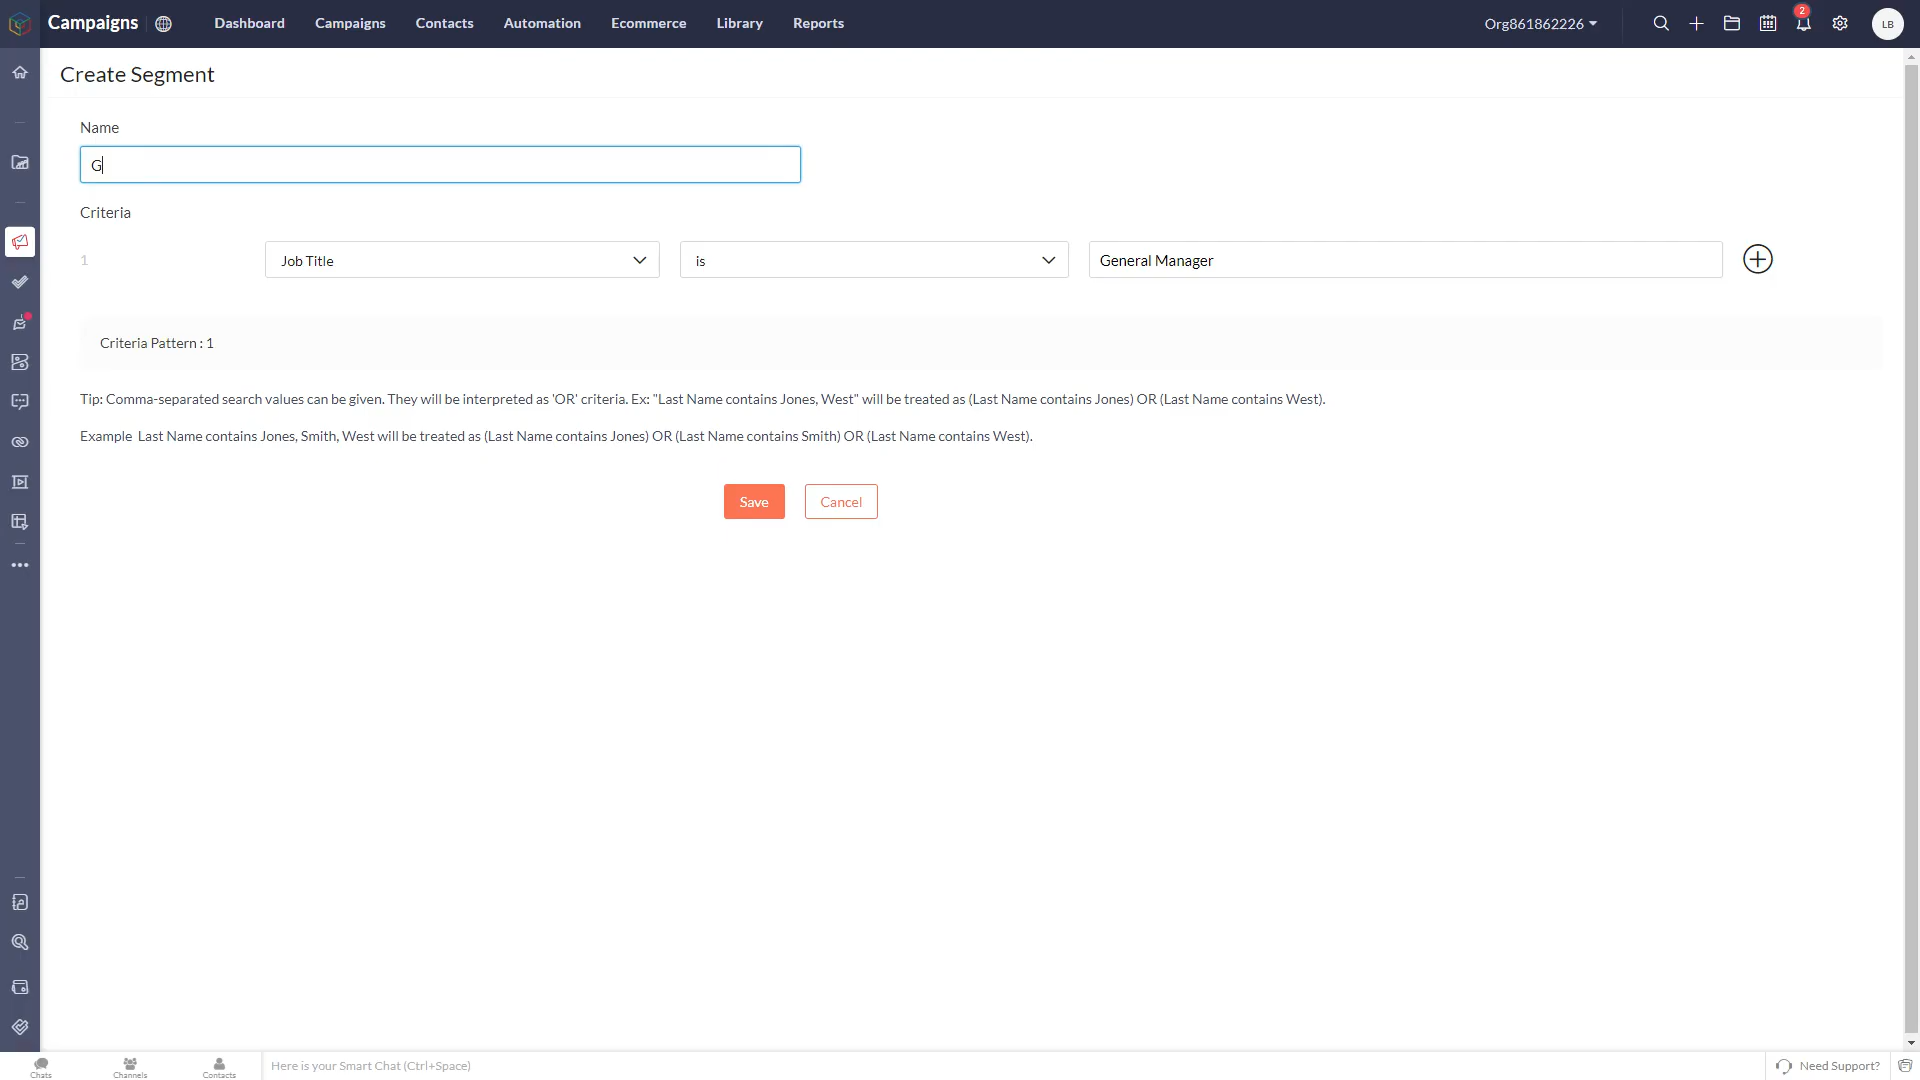 Campaigns Dashboard Campaigns Contacts Automation Ecommerce Library Reports Org861862226 2 LB
Create Segment
Name
G
Criteria
1 Job Title is General Manager
Criteria Pattern : 1
Tip: Comma-separated search values can be given. They will be interpreted as 'OR' criteria. Ex: "Last Name contains Jones, West" will be treated as (Last Name contains Jones) OR (Last Name contains West).
Example Last Name contains Jones, Smith, West will be treated as (Last Name contains Jones) OR (Last Name contains Smith) OR (Last Name contains West).
Save Cancel
Chats Channels Contacts Here is your Smart Chat (Ctrl+Space) Need Support?